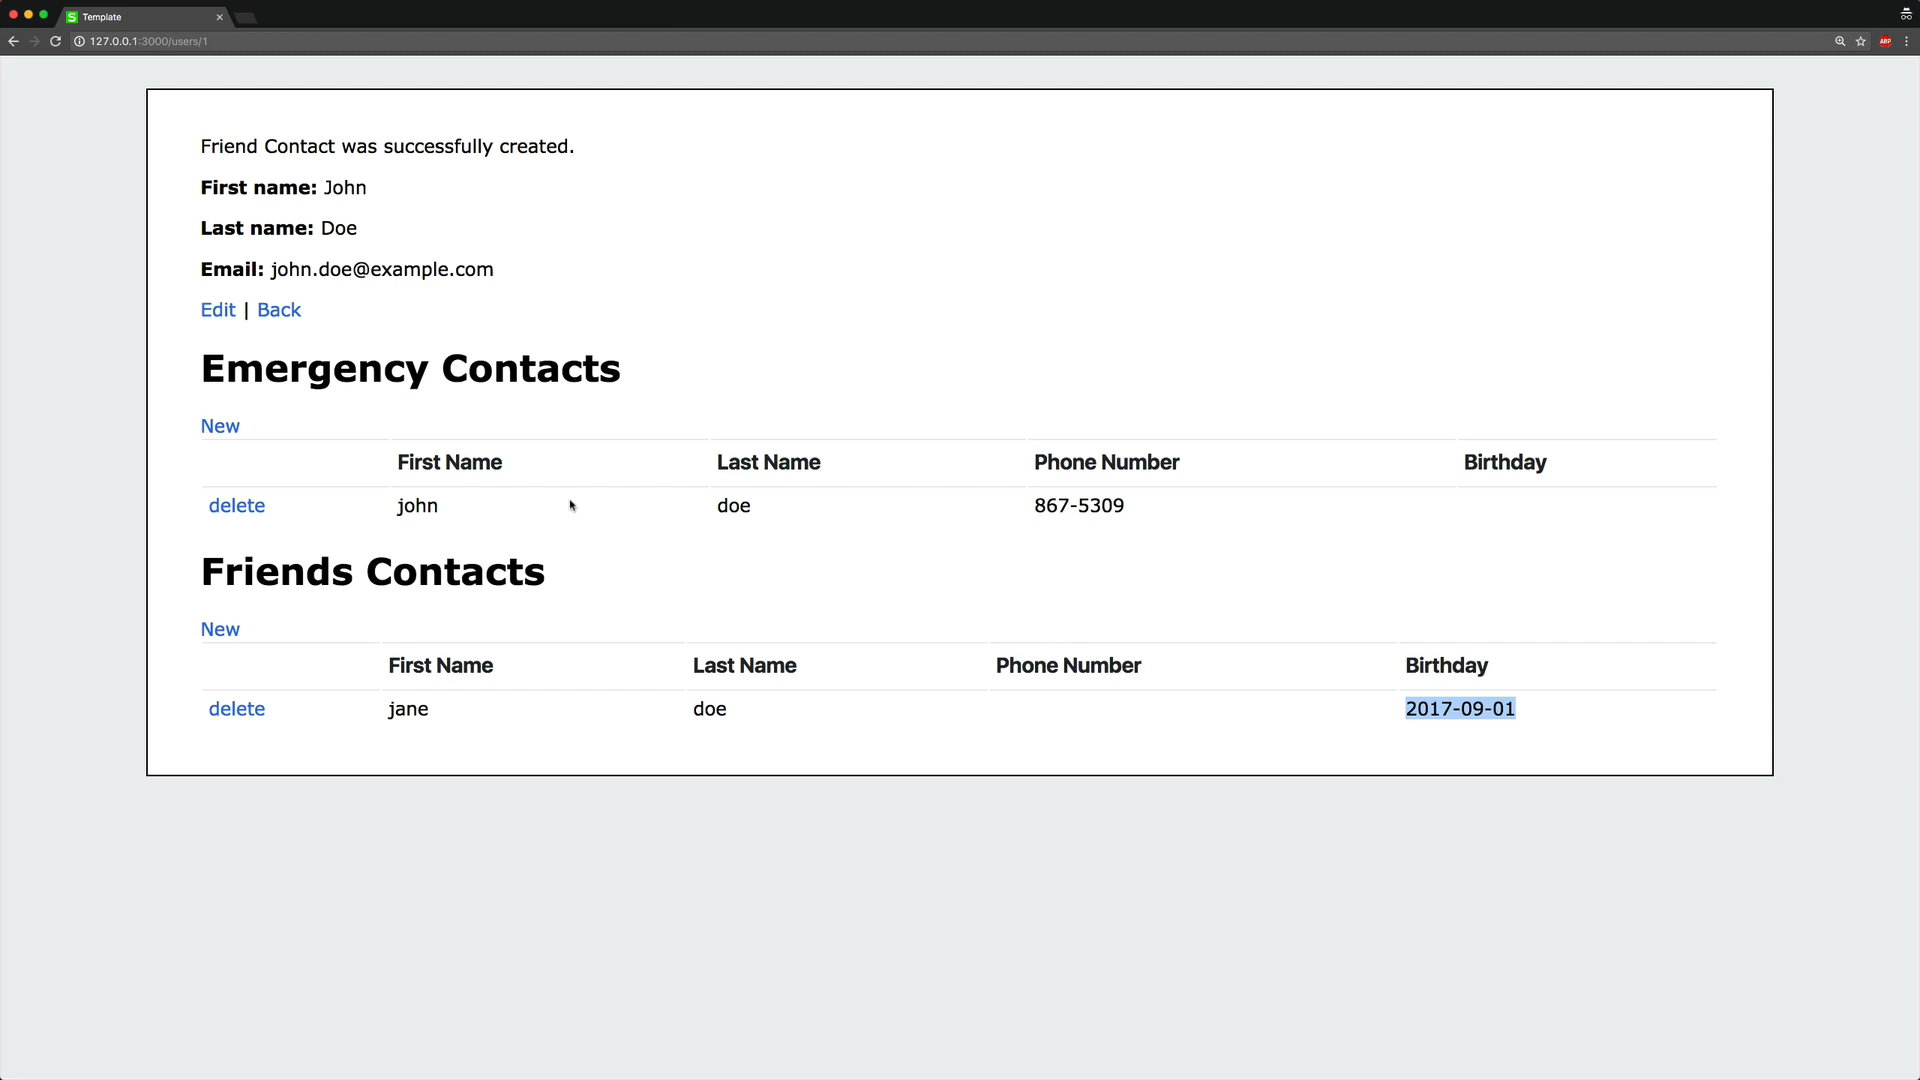 Template
127.0.0.1:3000/users/1
ABP
Friend Contact was successfully created.
First name: John
Last name: Doe
Email: john.doe@example.com
Edit | Back
Emergency Contacts
New
First Name Last Name Phone Number Birthday
delete john doe 867-5309
Friends Contacts
New
First Name Last Name Phone Number Birthday
delete jane doe 2017-09-01